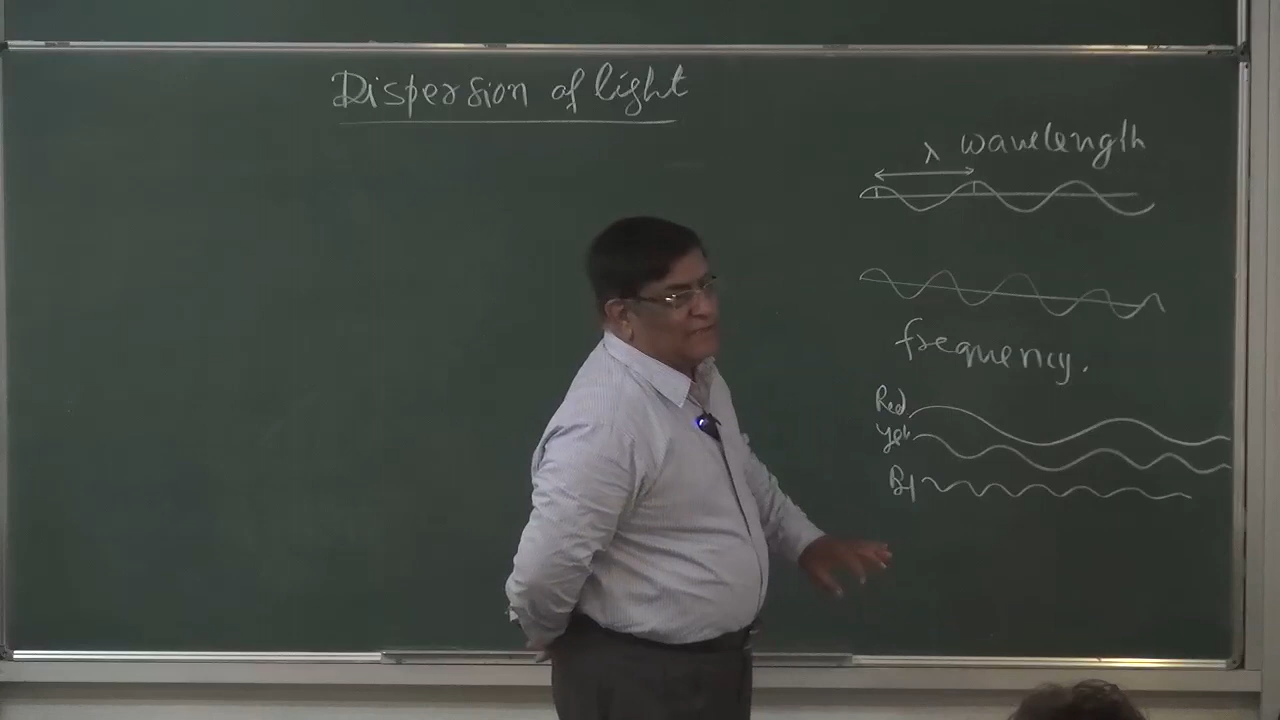 Dispersion of light
λ wavelength
frequency.
Red
Yel
Bl